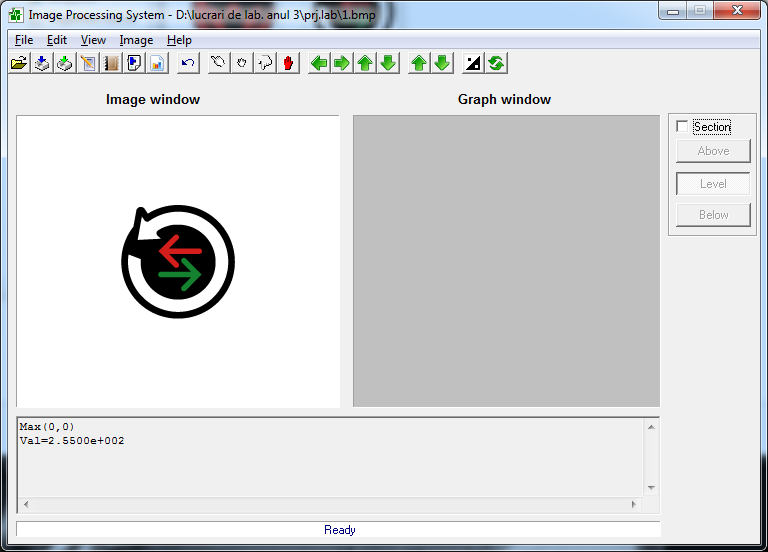 Image Processing System - D:\lucrari de lab. anul 3\prj.lab\1.bmp
File Edit View Image Help
Image window
Graph window
Section
Above
Level
Below
Max(0,0)
Val=2.5500e+002
Ready